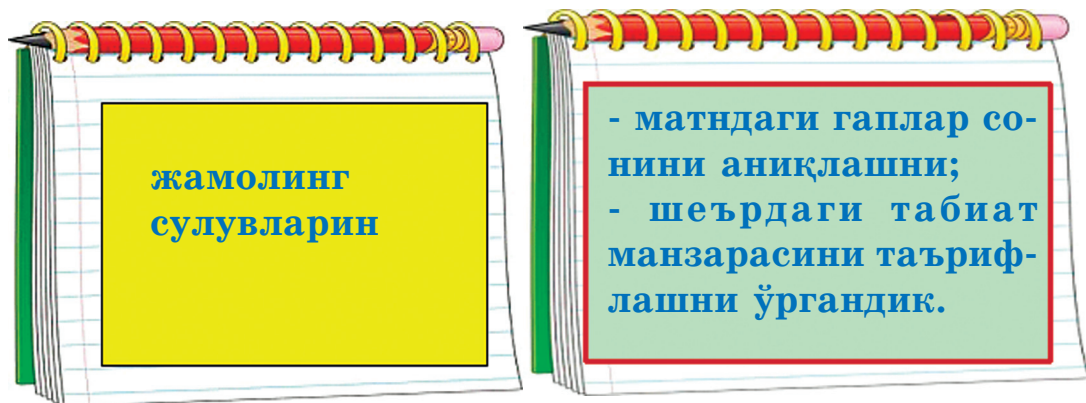 жамолинг
сулувларин
- матндаги гаплар со-
нини аниқлашни;
- шеърдаги табиат
манзарасини таъриф-
лашни ўргандик.